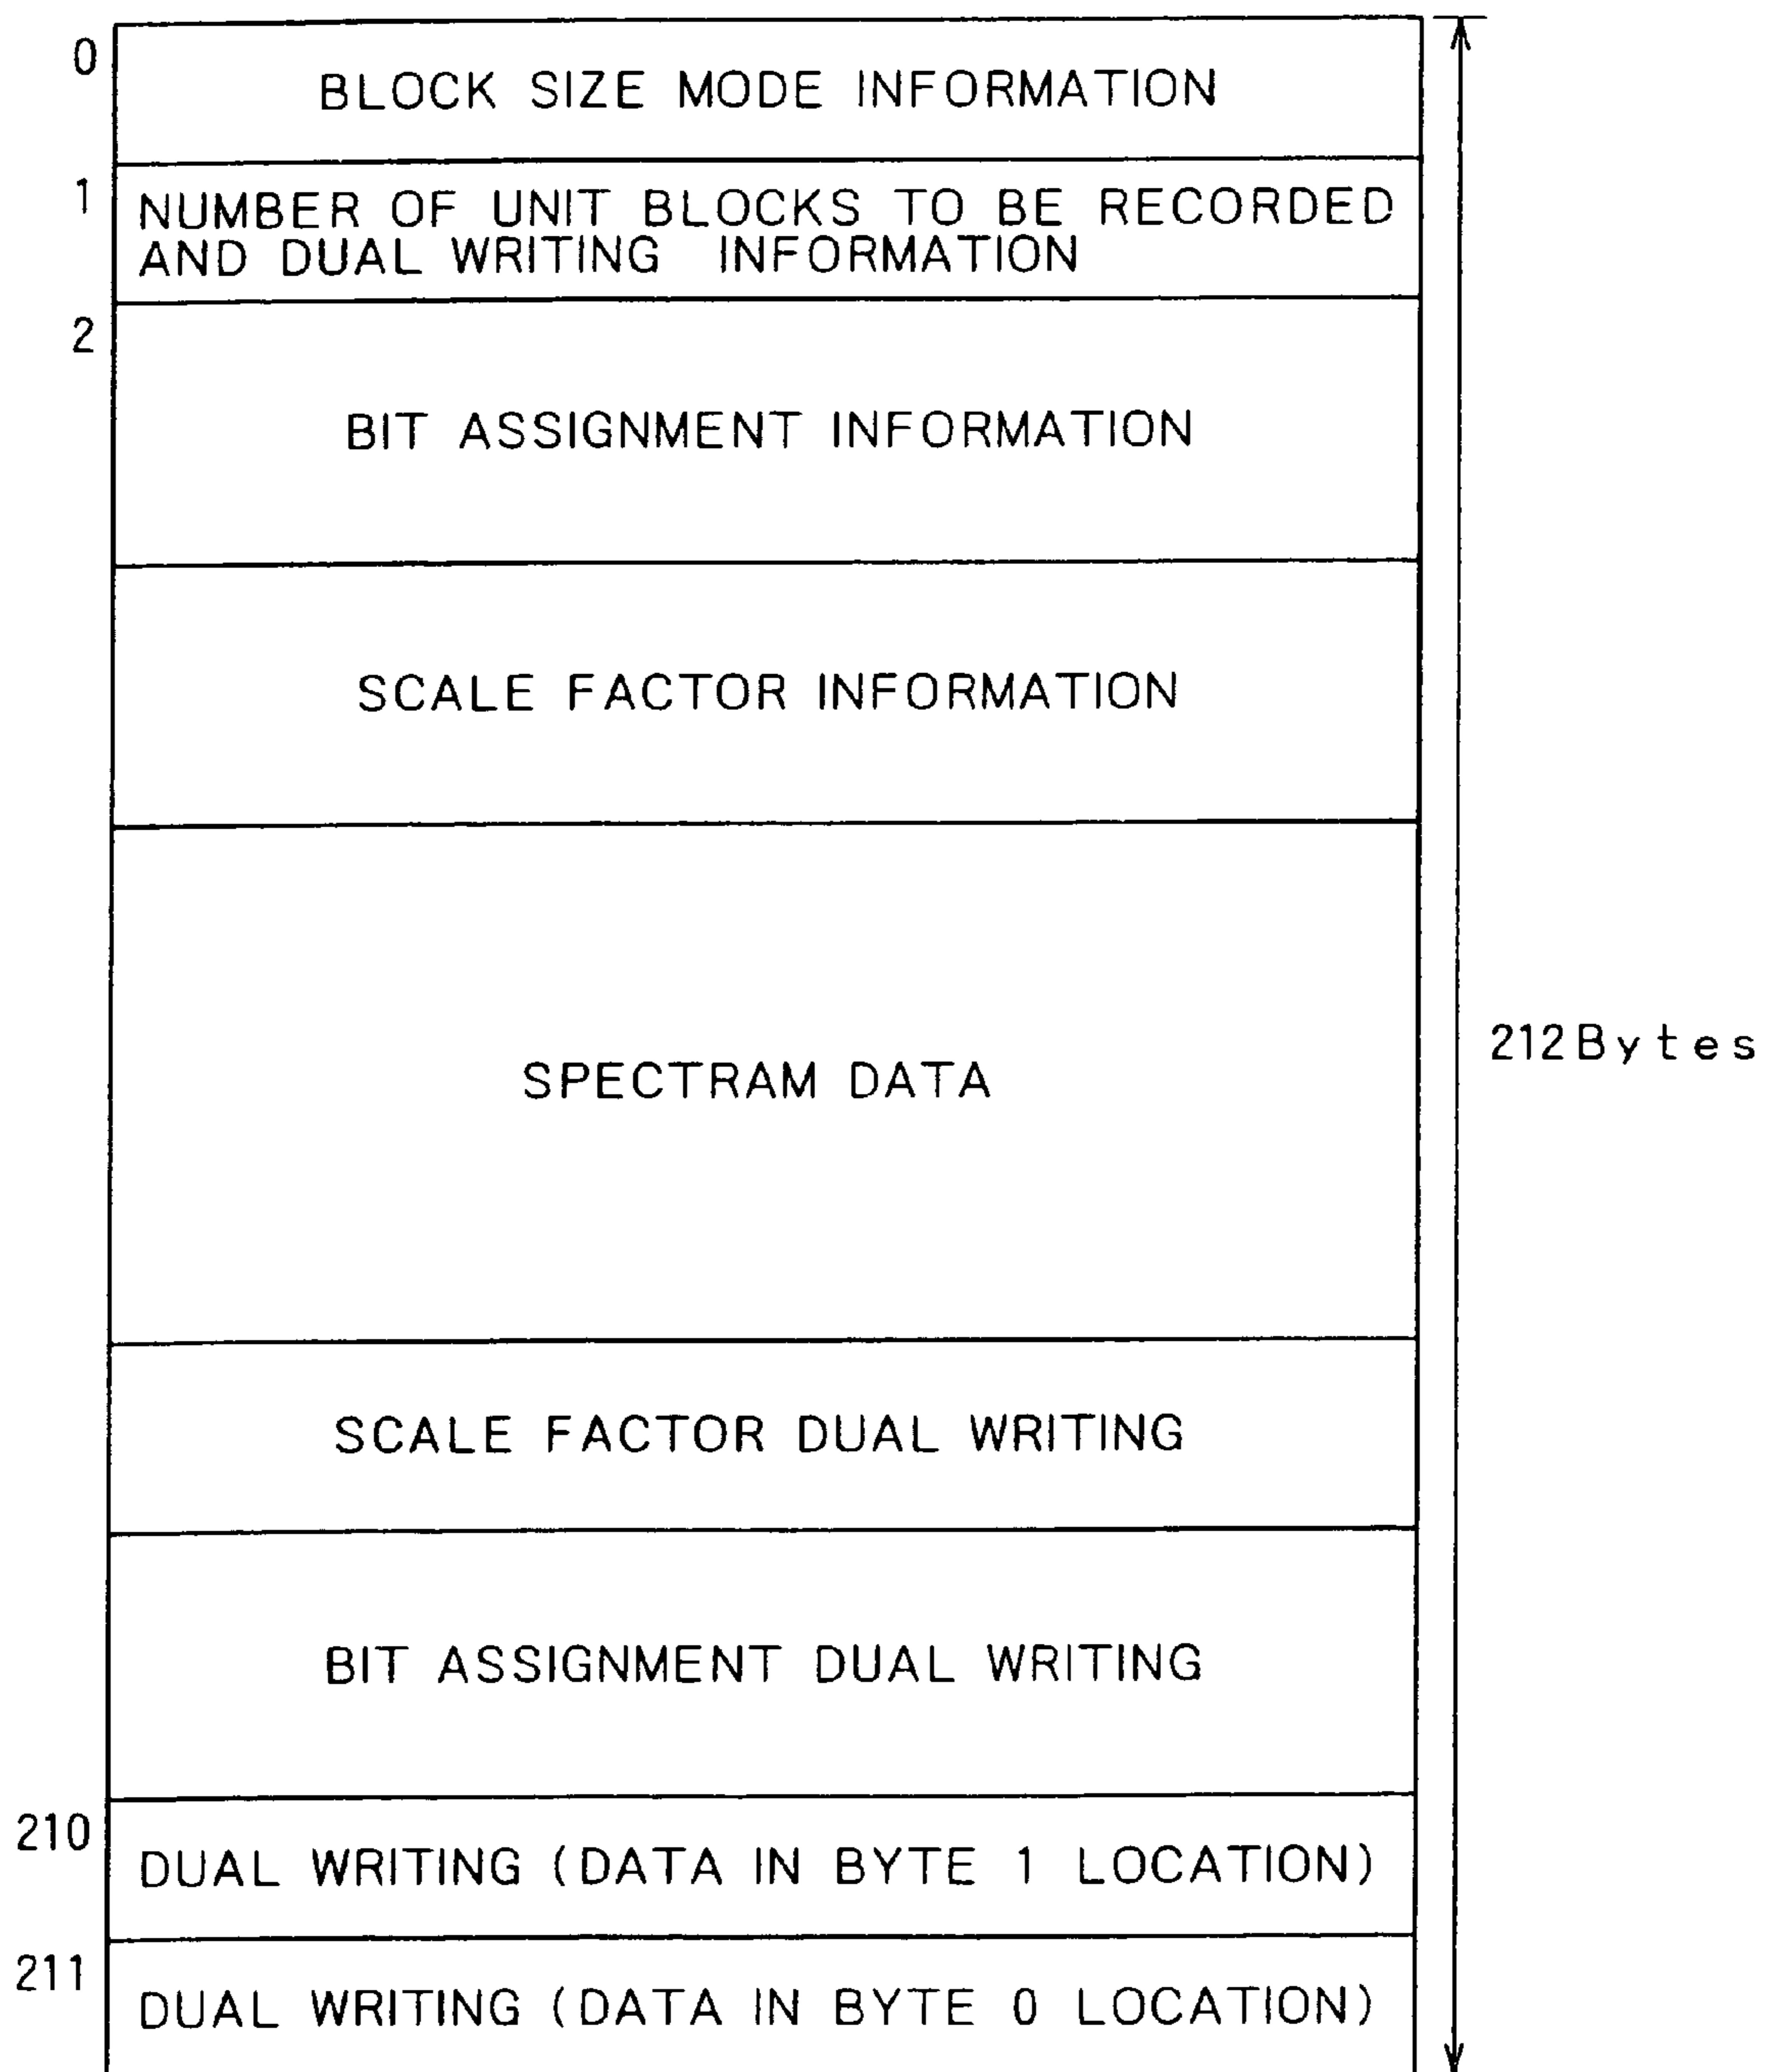 0
BLOCK SIZE MODE INFORMATION
1
NUMBER OF UNIT BLOCKS TO BE RECORDED
AND DUAL WRITING INFORMATION
2
BIT ASSIGNMENT INFORMATION
SCALE FACTOR INFORMATION
SPECTRAM DATA
212Bytes
SCALE FACTOR DUAL WRITING
BIT ASSIGNMENT DUAL WRITING
210
DUAL WRITING (DATA IN BYTE 1 LOCATION)
211
DUAL WRITING (DATA IN BYTE 0 LOCATION)